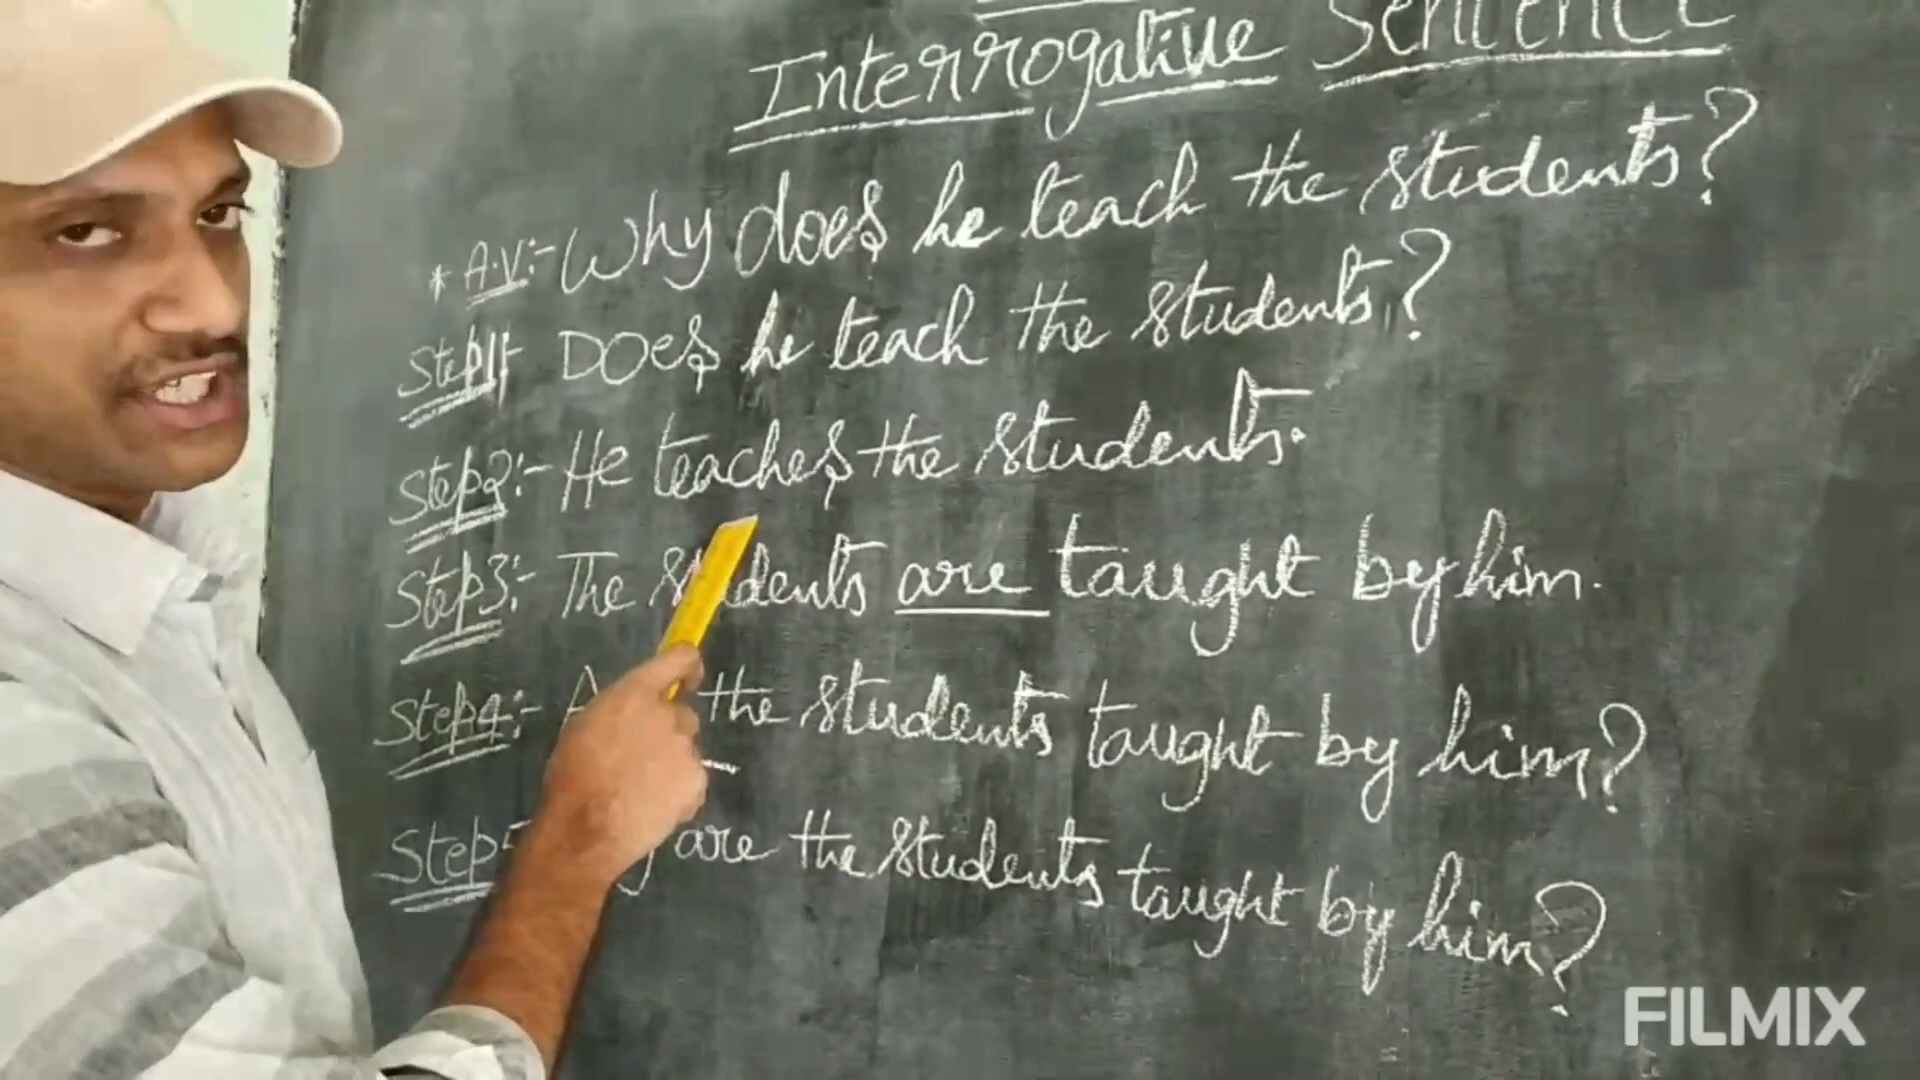 Interrogative Sentence
* A.V:- Why does he teach the students?
Step1:- Does he teach the students?
Step2:- He teaches the students.
Step3:- The students are taught by him.
Step4:- the students taught by him?
Step are the students taught by him?
FILMIX